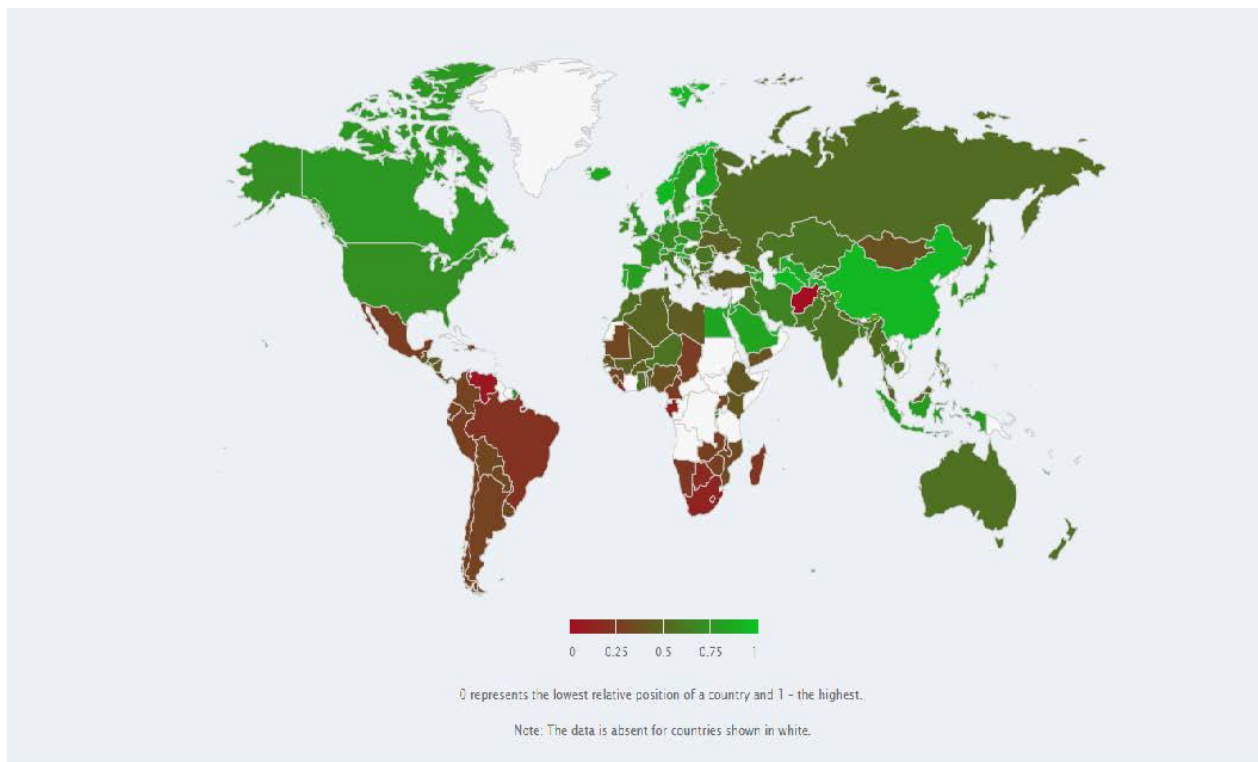 0 0.25 0.5 0.75 1
0 represents the lowest relative position of a country and 1 - the highest.
Note: The data is absent for countries shown in white.